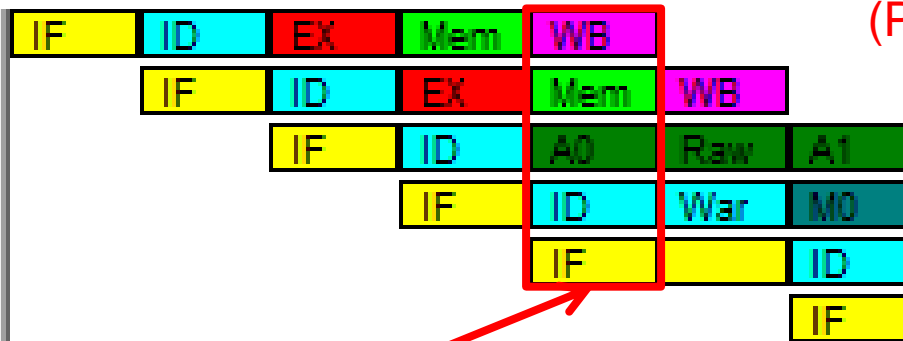 (P
IF ID EX Mem WB
IF ID EX Mem WB
IF ID A0 Raw A1
IF ID War M0
IF ID
IF